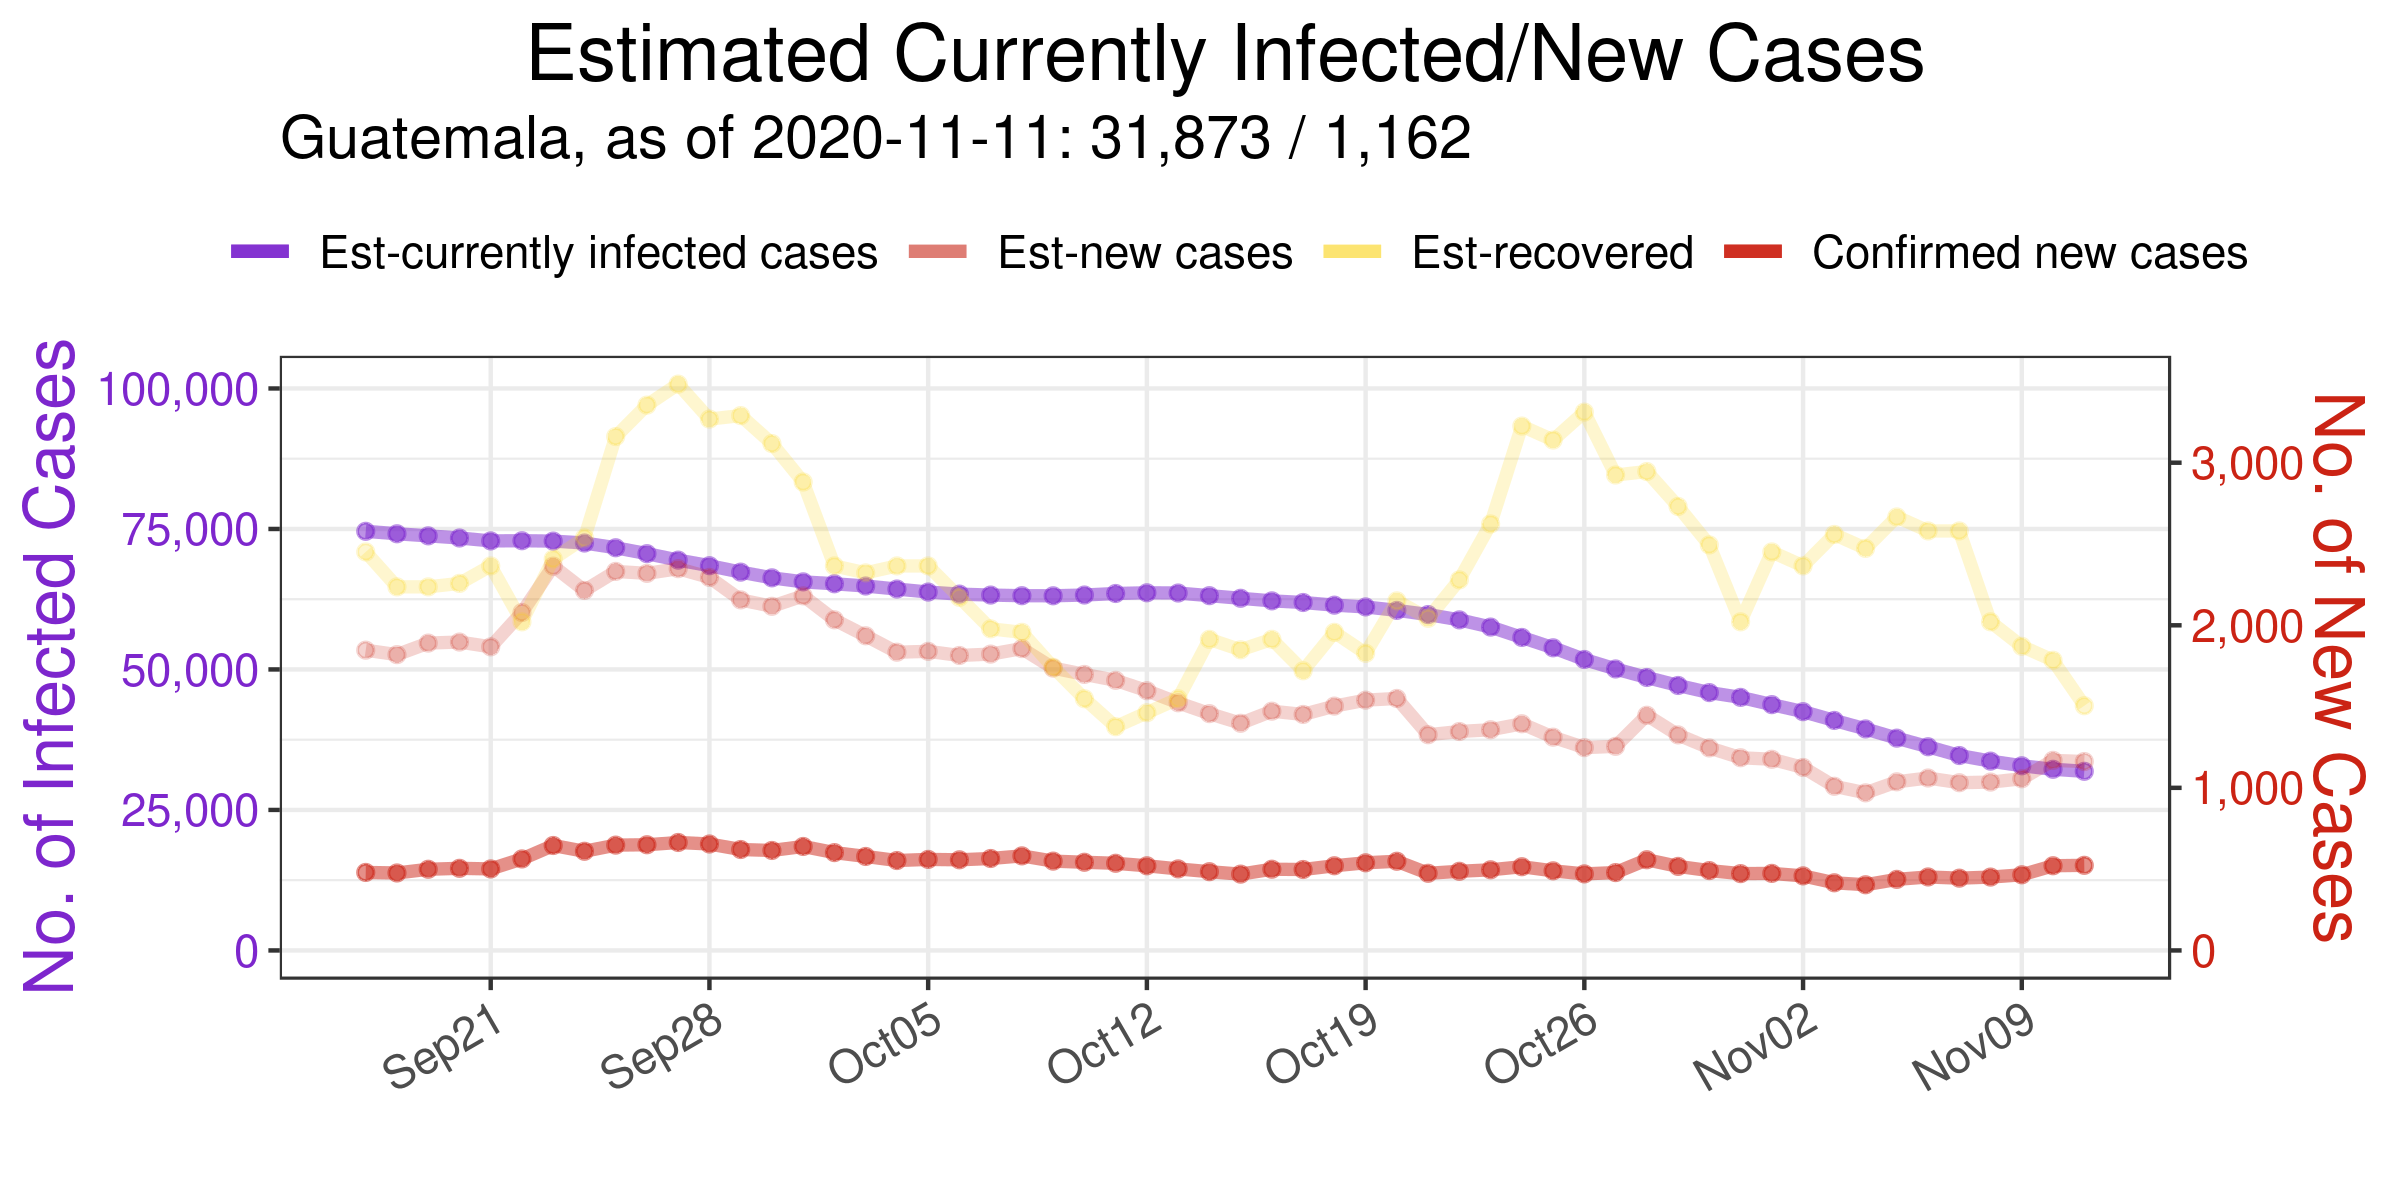 Estimated Currently Infected/New Cases
Guatemala, as of 2020-11-11: 31,873 / 1,162
Est-currently infected cases Est-new cases Est-recovered Confirmed new cases
No. of Infected Cases
100,000
75,000
50,000
25,000
0
3,000
2,000
1,000
0
No. of New Cases
Sep21 Sep28 Oct05 Oct12 Oct19 Oct26 Nov02 Nov09